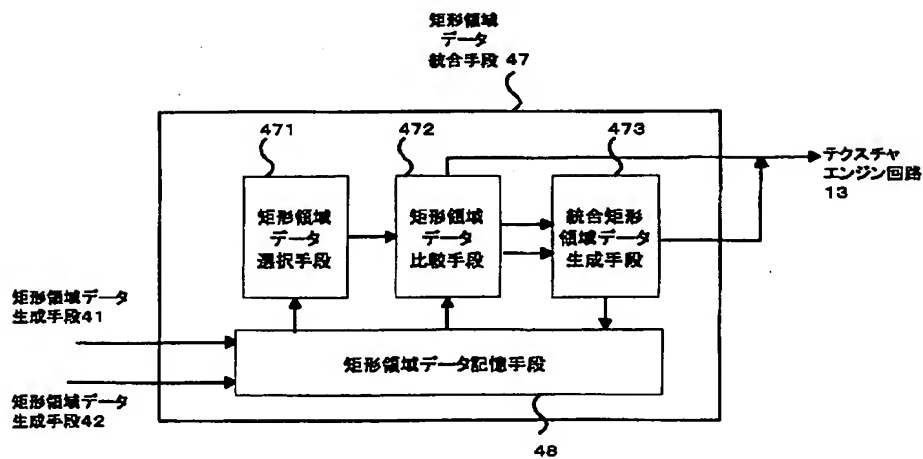 矩形領域
データ
統合手段 47
471
472
473
テクスチャ
エンジン回路
13
矩形領域
データ
選択手段
矩形領域
データ
比較手段
統合矩形
領域データ
生成手段
矩形領域データ
生成手段41
矩形領域データ記憶手段
矩形領域データ
生成手段42
48